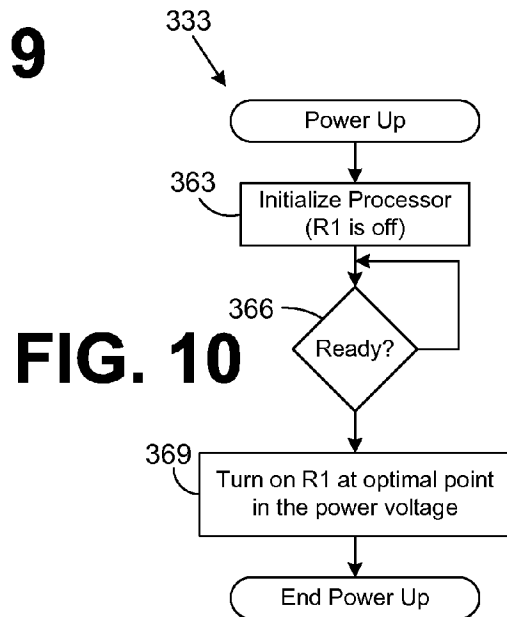 9
333
Power Up
363
Initialize Processor
(R1 is off)
366
Ready?
FIG. 10
369
Turn on R1 at optimal point
in the power voltage
End Power Up